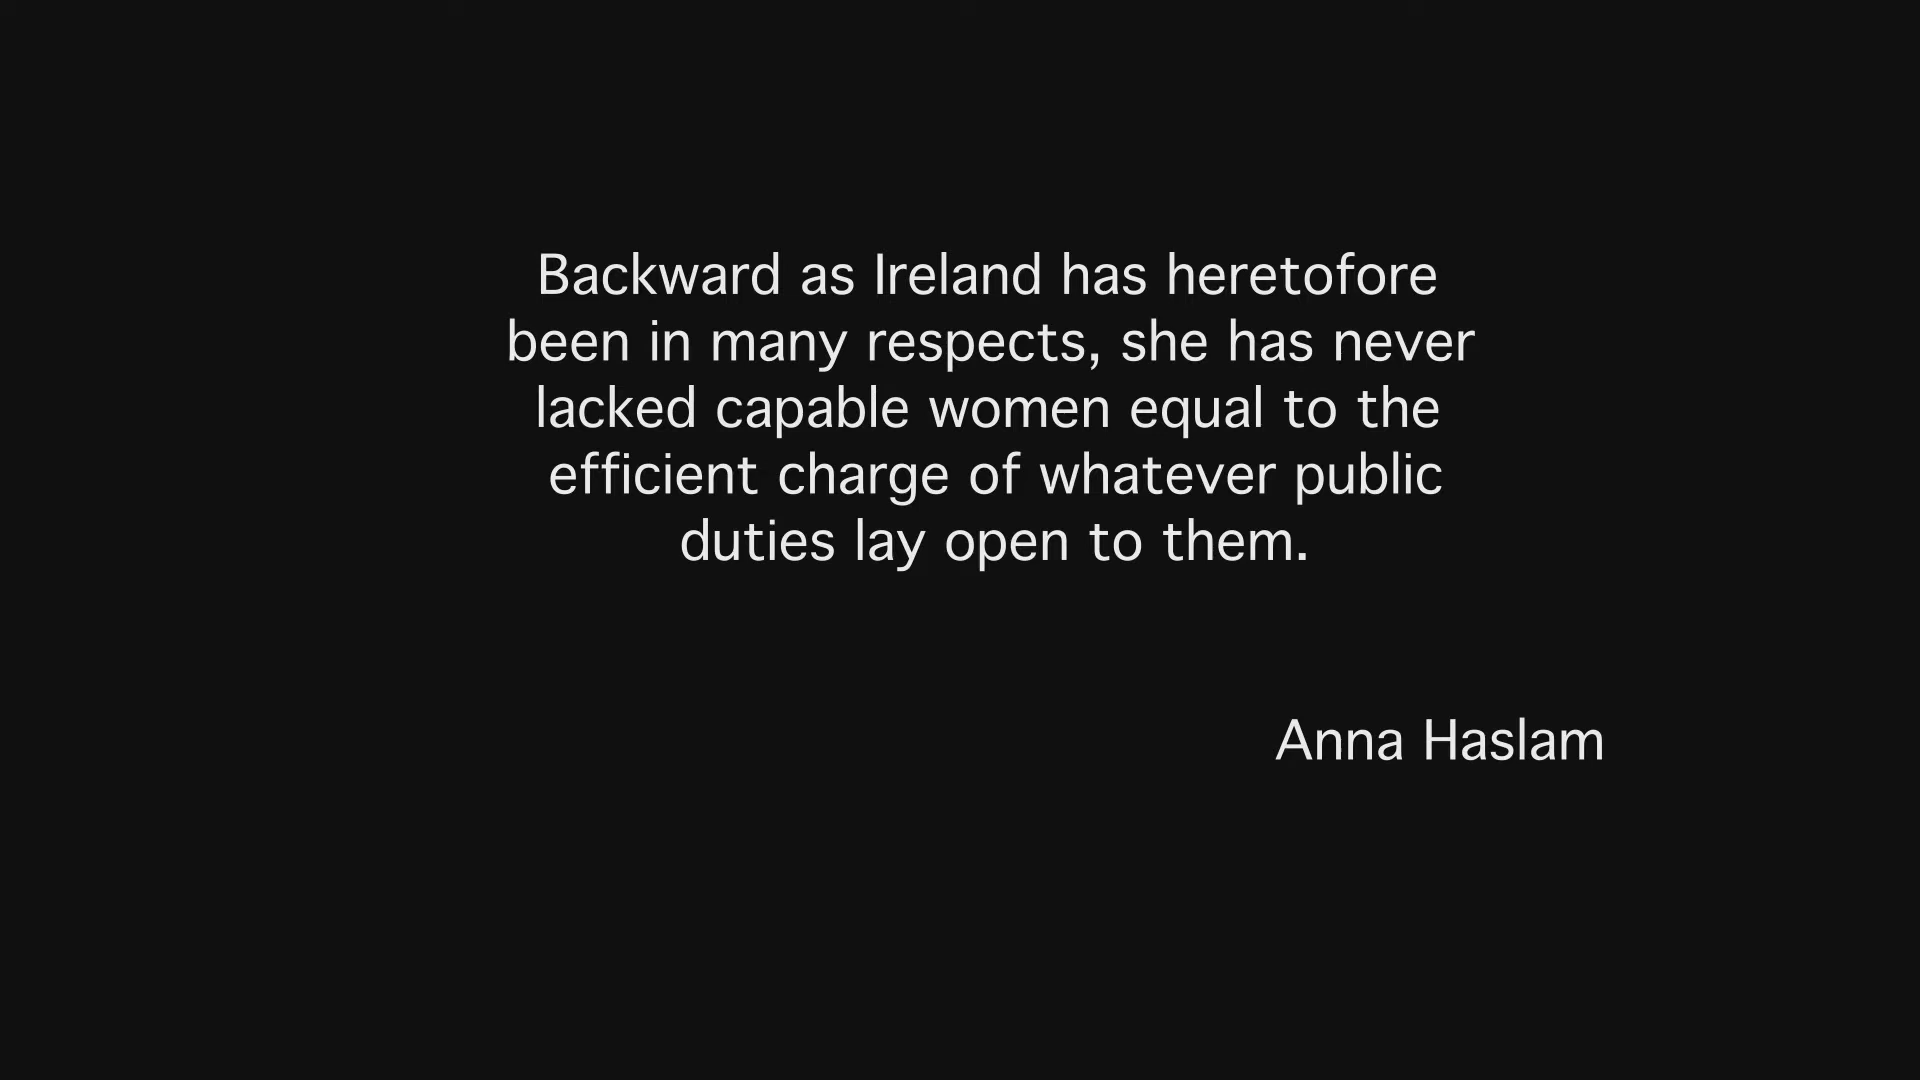 Backward as Ireland has heretofore
been in many respects, she has never
lacked capable women equal to the
efficient charge of whatever public
duties lay open to them.
Anna Haslam